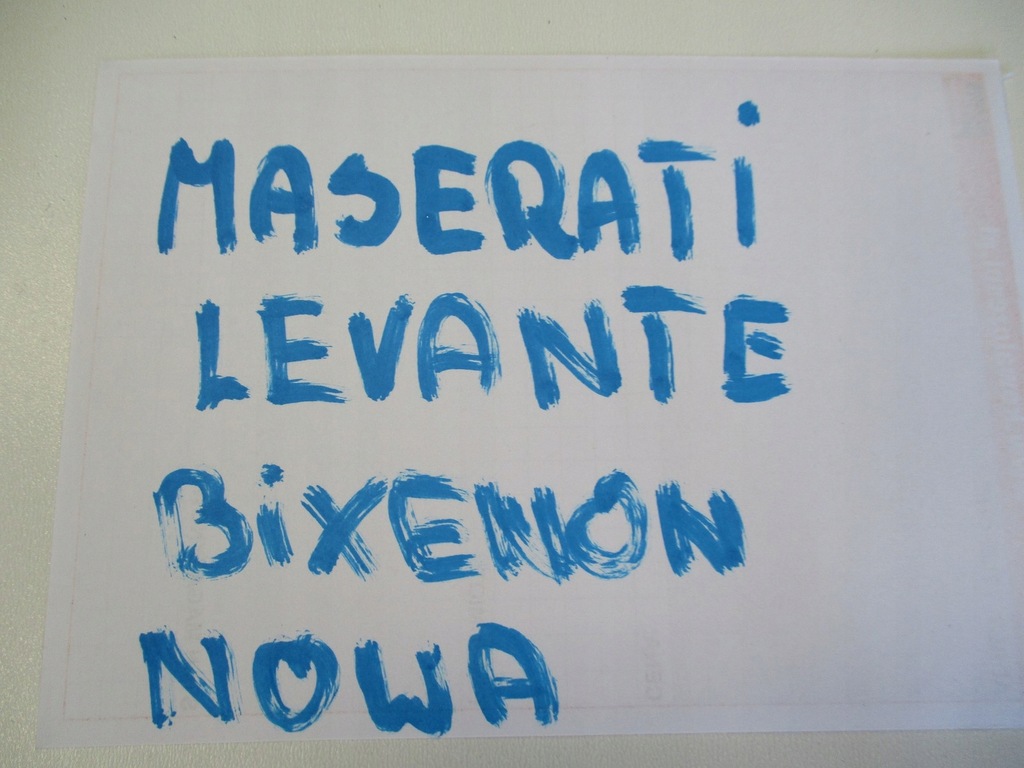 MASERATi
LEVANTE
BiXENON
NOWA